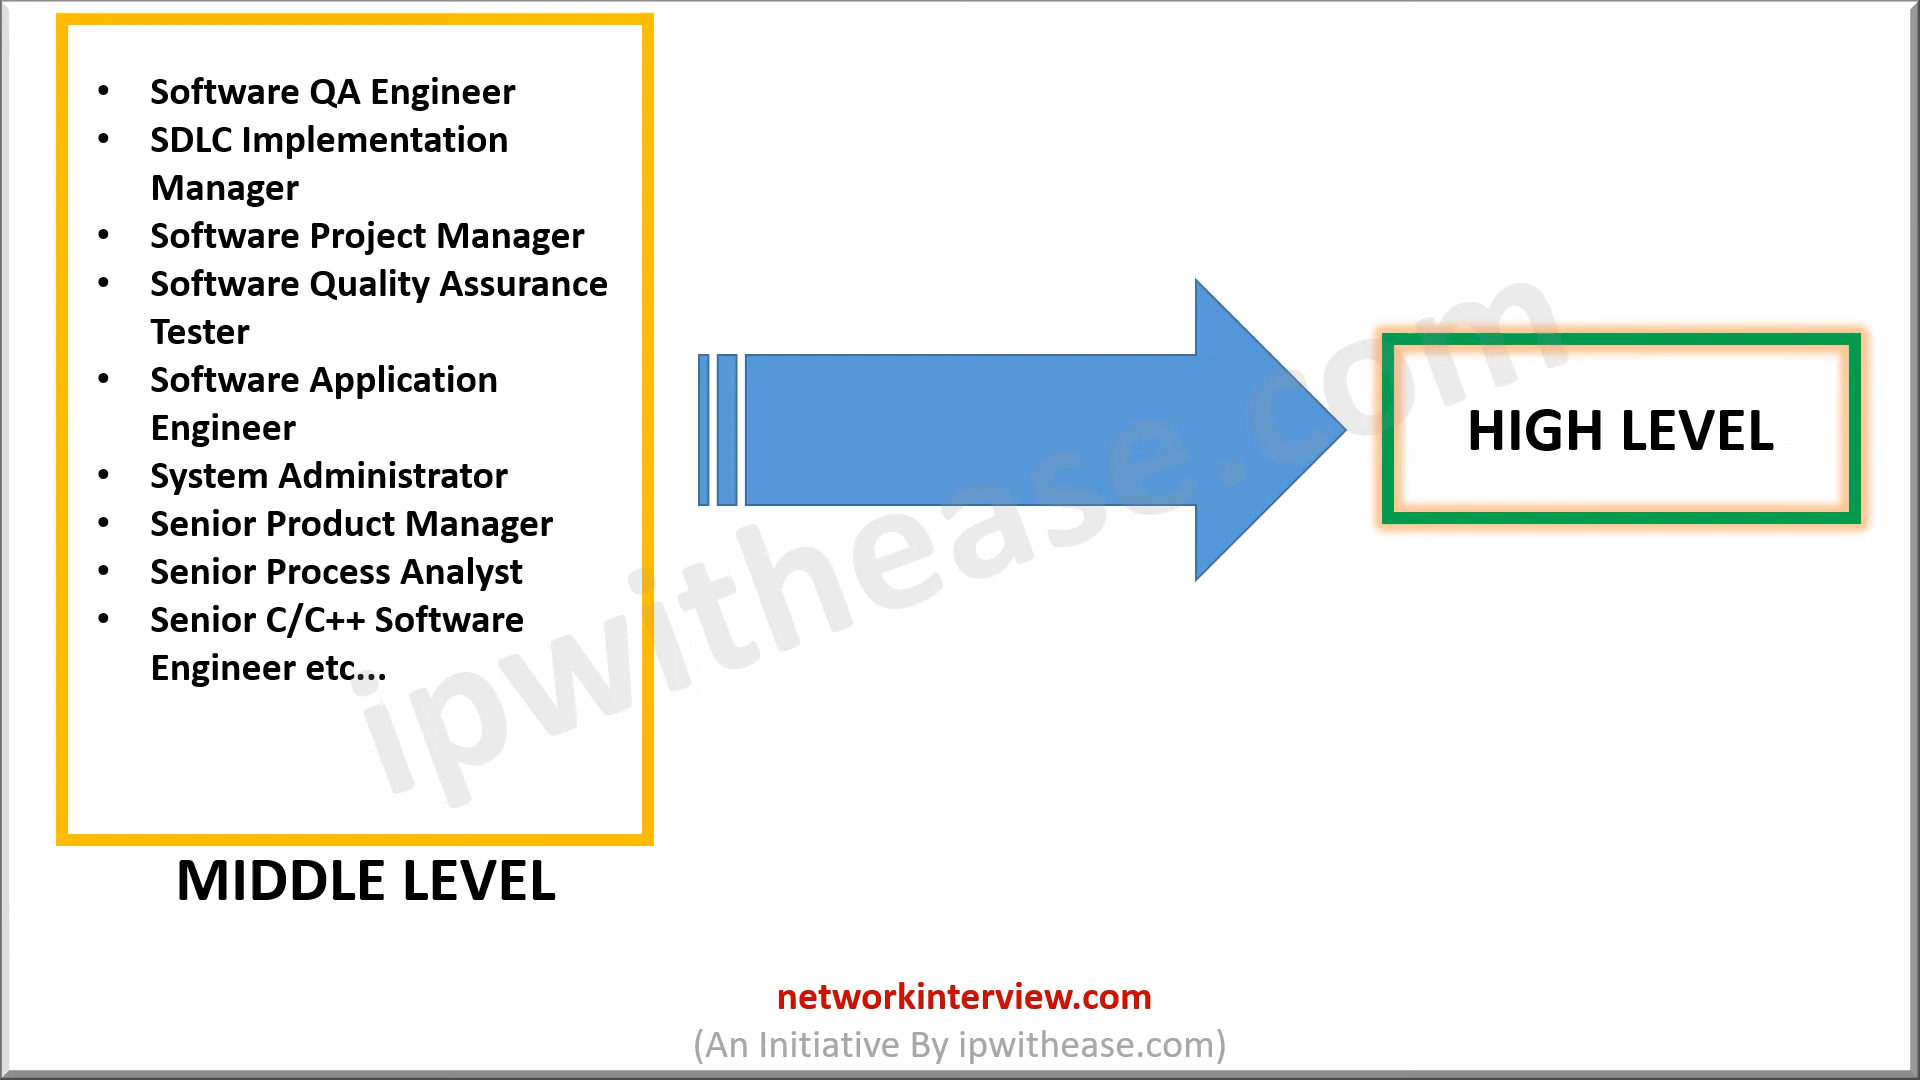 • Software QA Engineer
• SDLC Implementation
Manager
• Software Project Manager
• Software Quality Assurance
Tester
• Software Application
Engineer
• System Administrator
• Senior Product Manager
• Senior Process Analyst
• Senior C/C++ Software
Engineer etc...
MIDDLE LEVEL
HIGH LEVEL
ipwithease.com
networkinterview.com
(An Initiative By ipwithease.com)